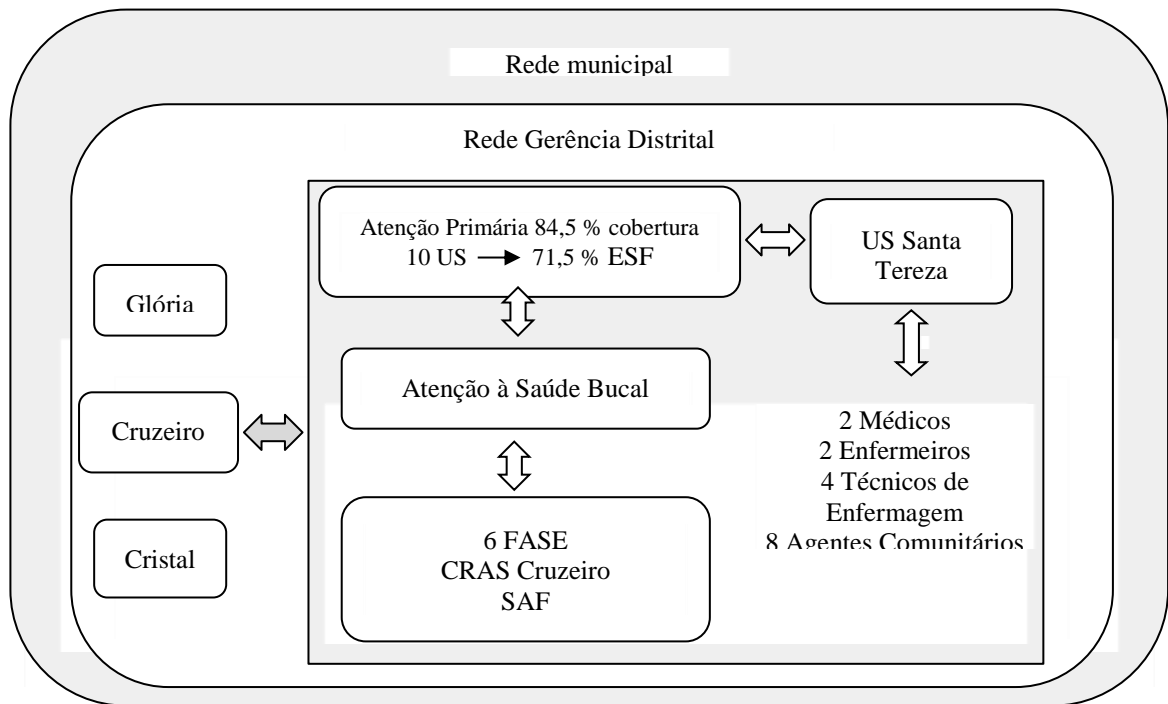 Rede municipal
Rede Gerência Distrital
Atenção Primária 84,5 % cobertura
10 US → 71,5 % ESF
US Santa
Tereza
Glória
Atenção à Saúde Bucal
Cruzeiro
2 Médicos
2 Enfermeiros
4 Técnicos de
Enfermagem
8 Agentes Comunitários
Cristal
6 FASE
CRAS Cruzeiro
SAF